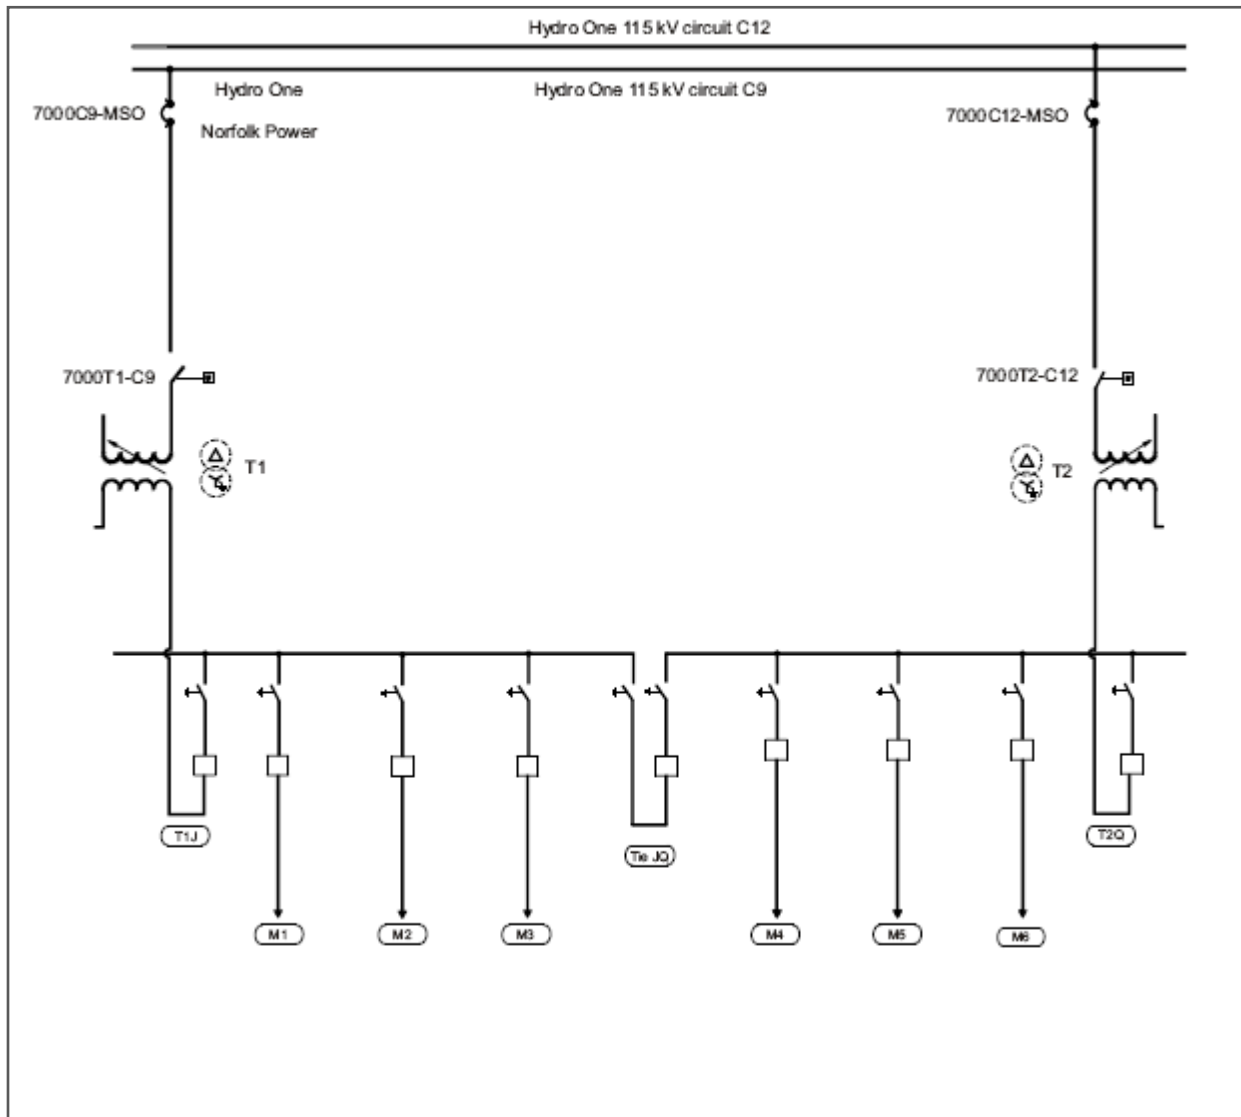 Hydro One 115 kV circuit C12
Hydro One
Hydro One 115 kV circuit C9
7000C9-MSO
7000C12-MSO
Norfolk Power
7000T1-C9
7000T2-C12
T1
T2
T1J
Tie JQ
T2Q
M1
M2
M3
M4
M5
M6